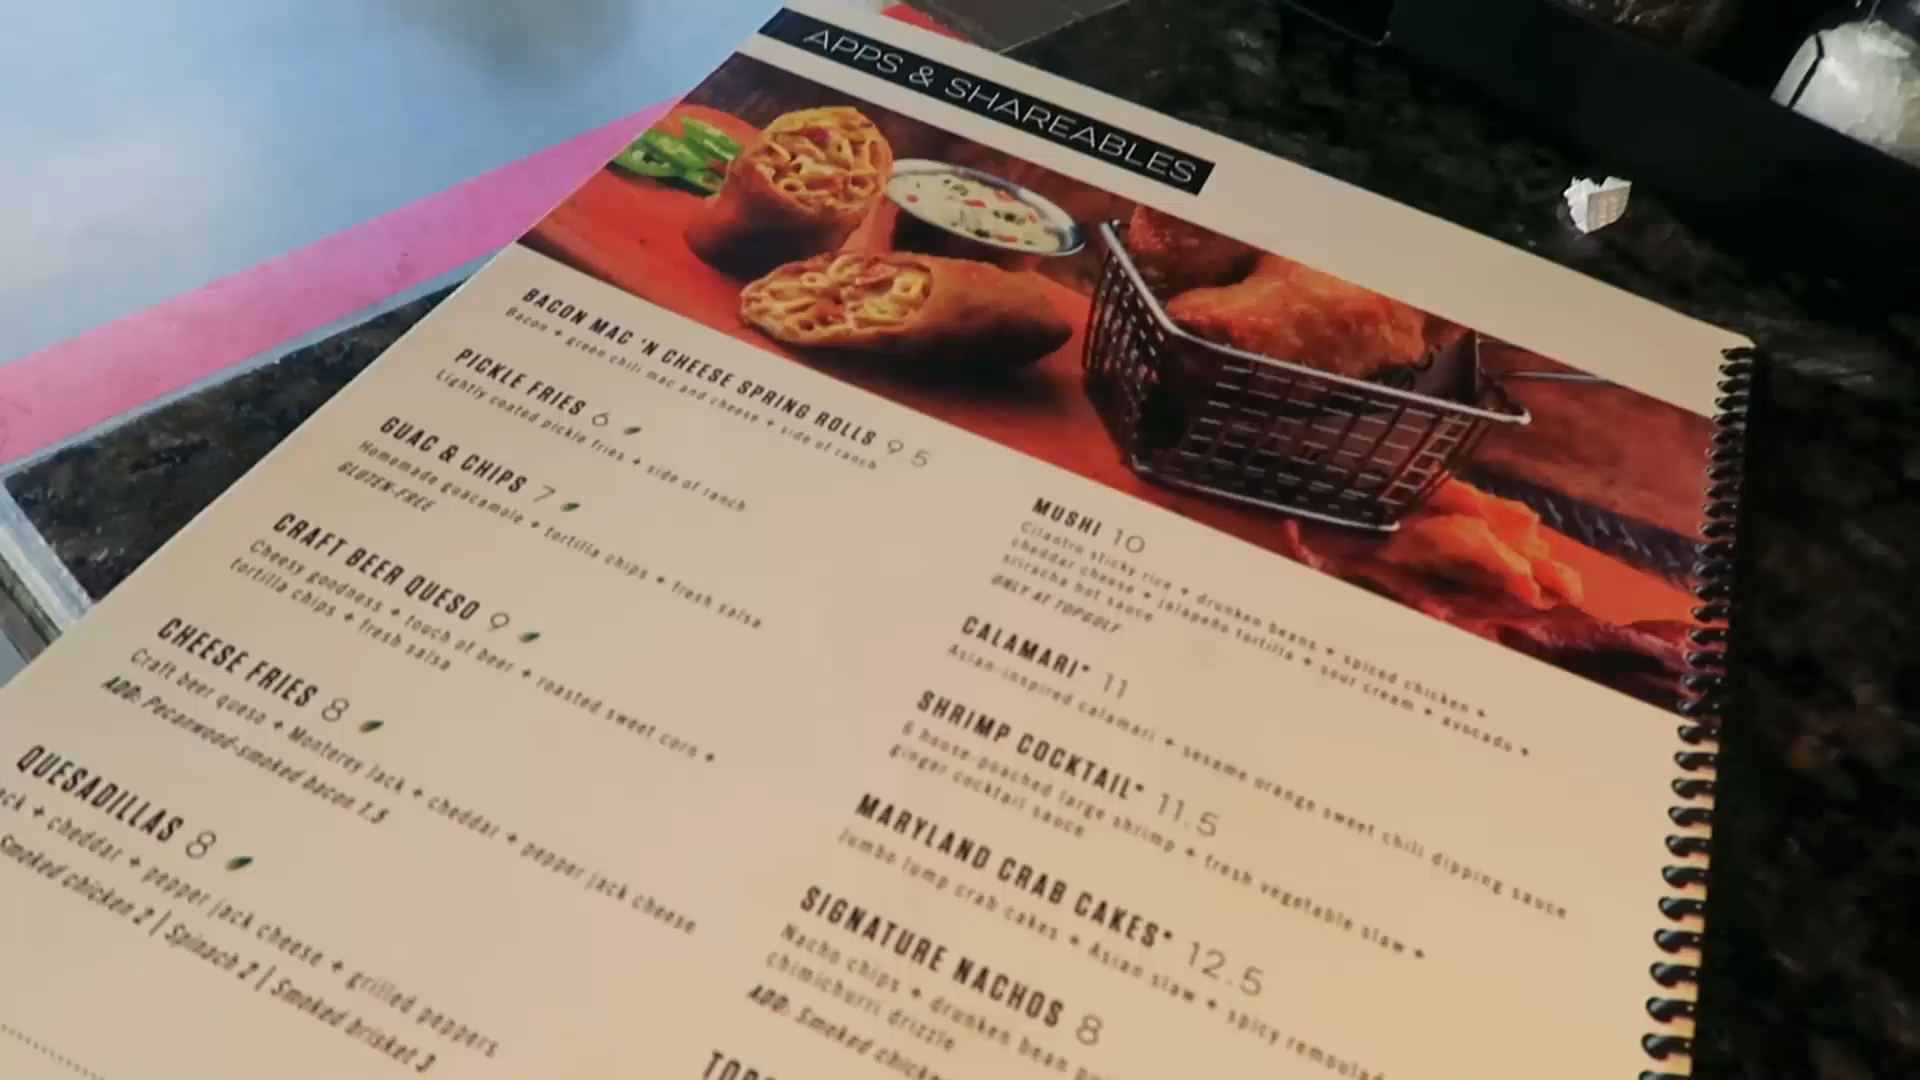 APPS & SHAREABLES
BACON MAC 'N CHEESE SPRING ROLLS 9.5
Bacon + green chili mac and cheese + side of ranch
PICKLE FRIES 6
Lightly coated pickle fries + side of ranch
GUAC & CHIPS 7
Homemade guacamole + tortilla chips + fresh salsa
GLUTEN-FREE
CRAFT BEER QUESO 9
Cheesy goodness + touch of beer + roasted sweet corn +
tortilla chips + fresh salsa
CHEESE FRIES 8
Craft beer queso + Monterey Jack + cheddar + pepper jack cheese
ADD: Pecanwood-smoked bacon 1.5
QUESADILLAS 8
+ cheddar + pepper jack cheese + grilled peppers
Smoked chicken 2 | Spinach 2 | Smoked brisket 3
MUSHI 10
Cilantro sticky rice + drunken beans + spiced chicken +
cheddar cheese + jalapeño tortilla + sour cream + avocado +
sriracha hot sauce
ONLY AT TOPGOLF
CALAMARI* 11
Asian-inspired calamari + sesame orange sweet chili dipping sauce
SHRIMP COCKTAIL* 11.5
6 house-poached large shrimp + fresh vegetable slaw +
ginger cocktail sauce
MARYLAND CRAB CAKES* 12.5
Jumbo lump crab cakes + Asian slaw + spicy
SIGNATURE NACHOS 8
Nacho chips + drunken bean
chimichurri drizzle
ADD: Smoked